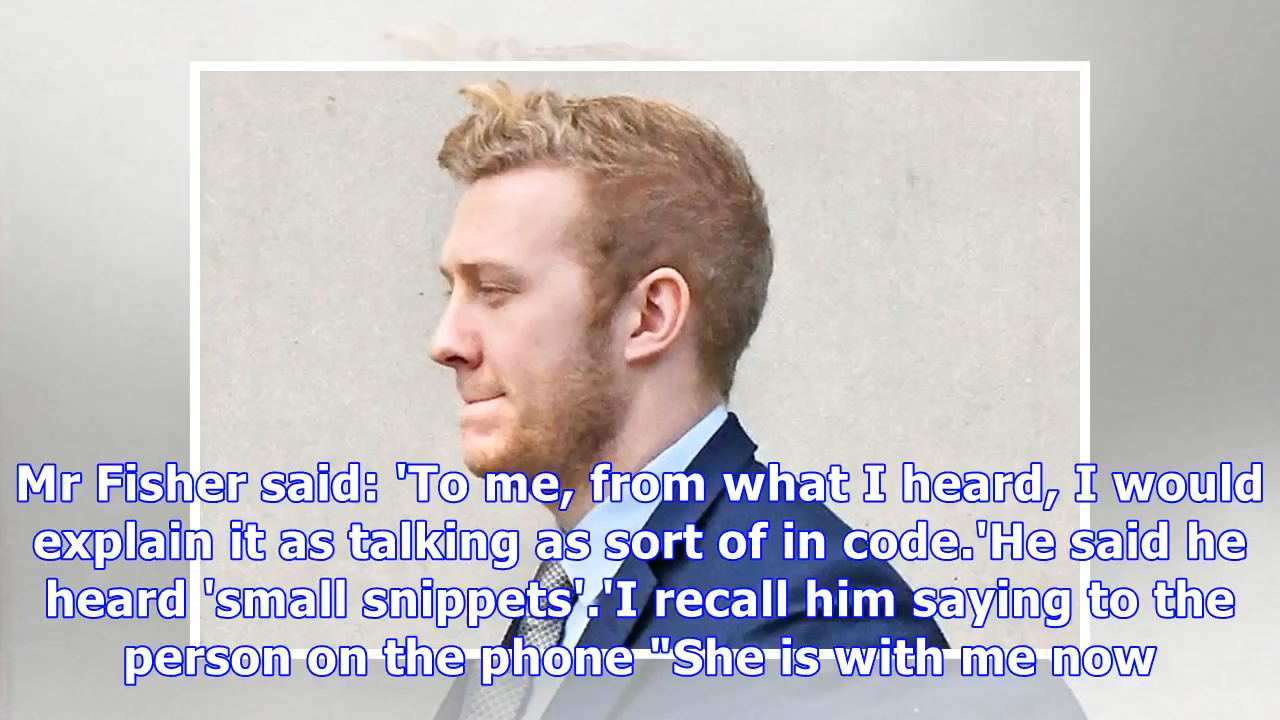 Mr Fisher said: 'To me, from what I heard, I would
explain it as talking as sort of in code.'He said he
heard 'small snippets'.'I recall him saying to the
person on the phone "She is with me now